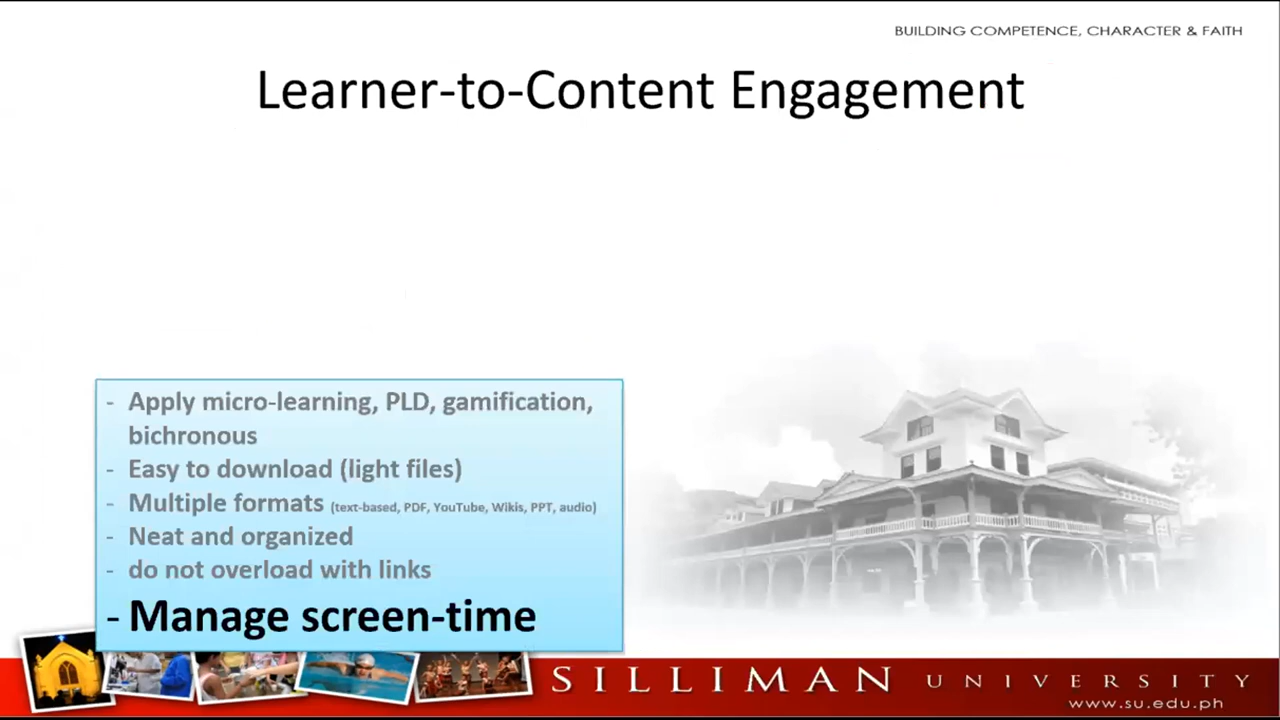 BUILDING COMPETENCE, CHARACTER & FAITH
Learner-to-Content Engagement
- Apply micro-learning, PLD, gamification,
bichronous
- Easy to download (light files)
- Multiple formats (text-based, PDF, YouTube, Wikis, PPT, audio)
- Neat and organized
- do not overload with links
- Manage screen-time
SILLIMAN UNIVERSITY
www.su.edu.ph